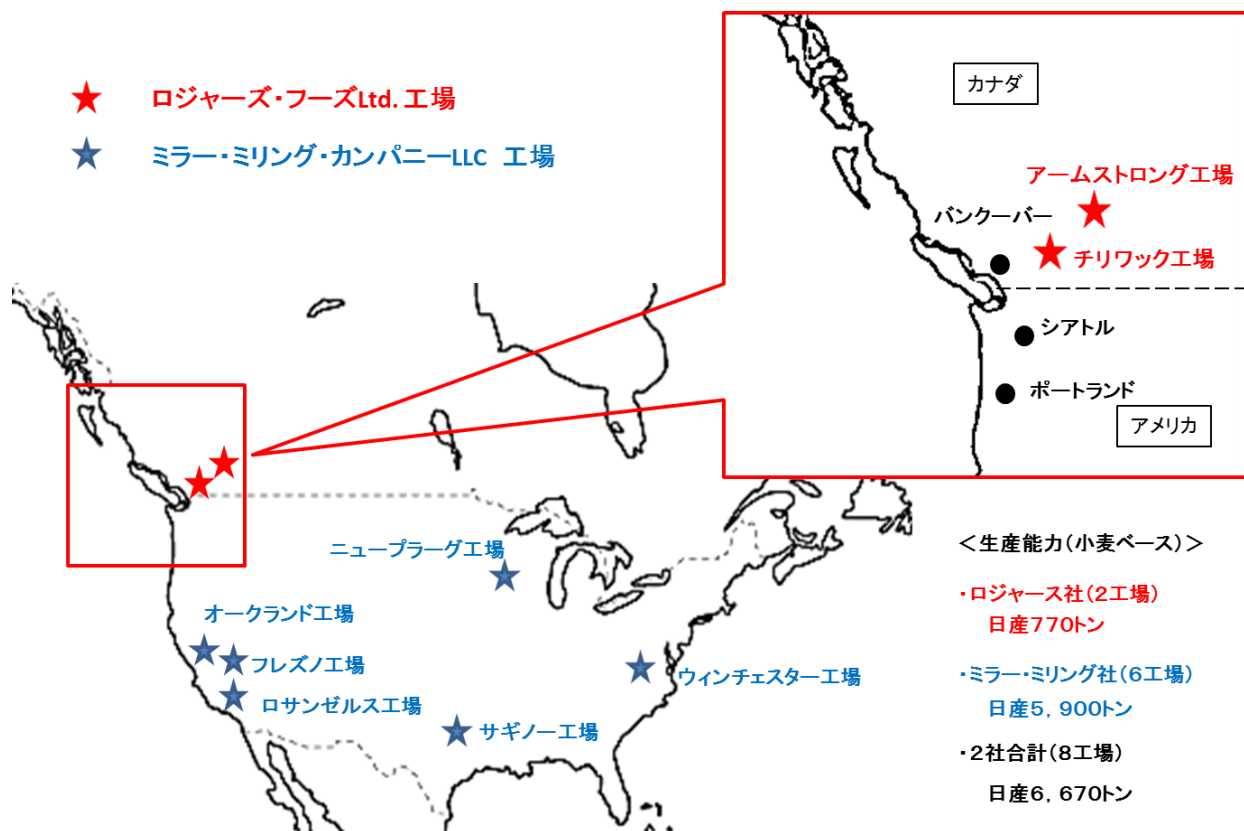 ロジャーズ・フーズLtd. 工場
ミラー・ミリング・カンパニーLLC 工場
カナダ
アームストロング工場
バンクーバー
チリワック工場
シアトル
ポートランド
アメリカ
ニュープラーグ工場
オークランド工場
フレズノ工場
ロサンゼルス工場
サギノー工場
ウィンチェスター工場
＜生産能力(小麦ベース)＞
・ロジャース社(2工場)
日産770トン
・ミラー・ミリング社(6工場)
日産5，900トン
・2社合計(8工場)
日産6，670トン